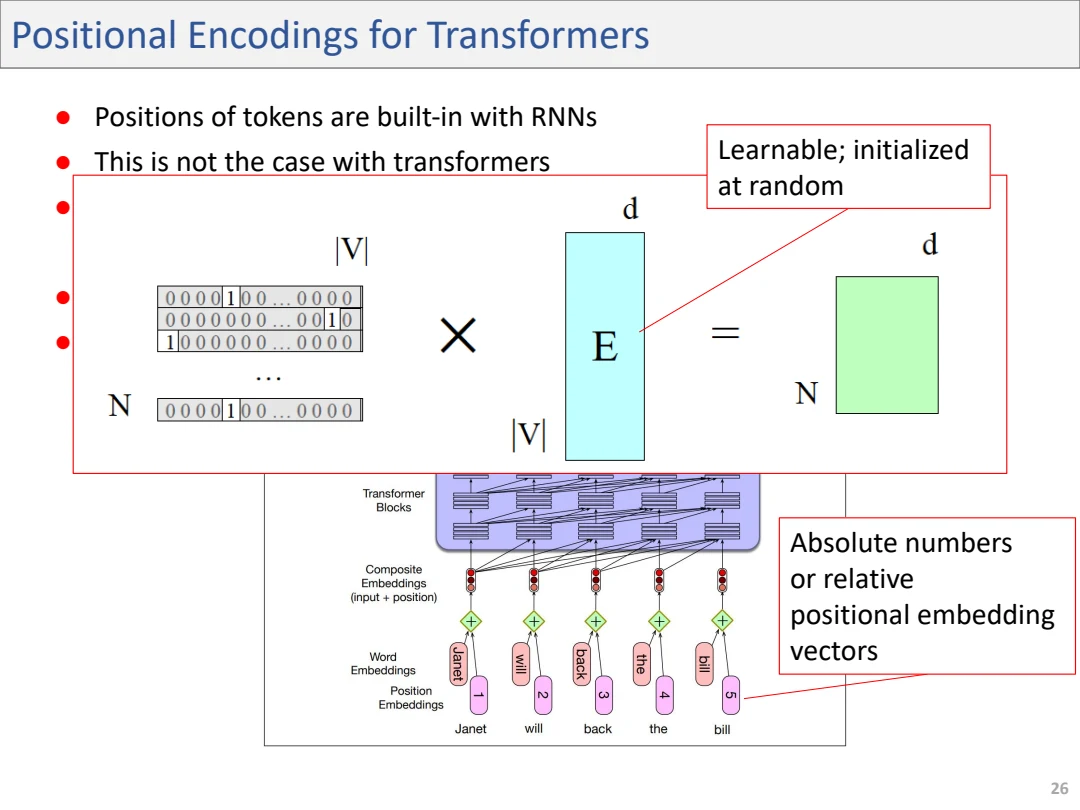 Positional Encodings for Transformers
● Positions of tokens are built-in with RNNs
● This is not the case with transformers
●
●
●
Learnable; initialized
at random
|V|
d
d
0 0 0 0 1 0 0 … 0 0 0 0
0 0 0 0 0 0 0 … 0 0 1 0
1 0 0 0 0 0 0 … 0 0 0 0
…
N
0 0 0 0 1 0 0 … 0 0 0 0
×
E
|V|
=
N
Transformer
Blocks
Composite
Embeddings
(input + position)
+ + + + +
Word
Embeddings
Janet will back the bill
Position
Embeddings
1 2 3 4 5
Janet will back the bill
Absolute numbers
or relative
positional embedding
vectors
26